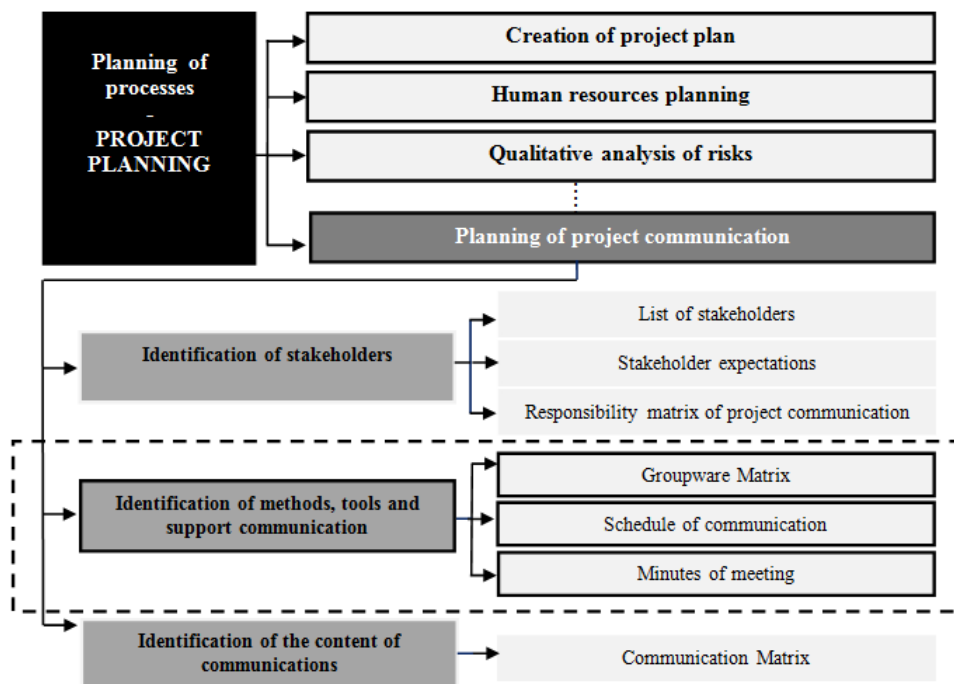 Planning of
processes
-
PROJECT
PLANNING
Creation of project plan
Human resources planning
Qualitative analysis of risks
Planning of project communication
Identification of stakeholders
List of stakeholders
Stakeholder expectations
Responsibility matrix of project communication
Identification of methods, tools and
support communication
Groupware Matrix
Schedule of communication
Minutes of meeting
Identification of the content of
communications
Communication Matrix